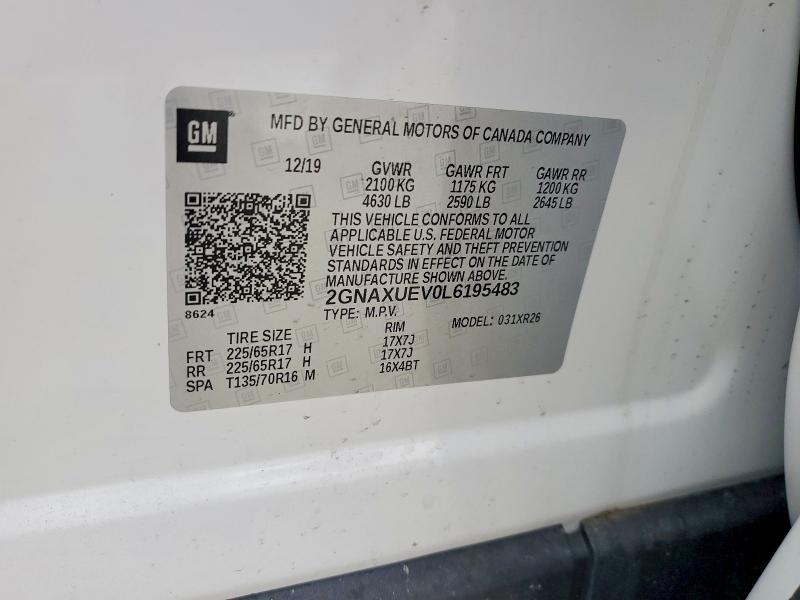 GM
MFD BY GENERAL MOTORS OF CANADA COMPANY
12/19 GVWR GAWR FRT GAWR RR
2100 KG 1175 KG 1200 KG
4630 LB 2590 LB 2645 LB
THIS VEHICLE CONFORMS TO ALL
APPLICABLE U.S. FEDERAL MOTOR
VEHICLE SAFETY AND THEFT PREVENTION
STANDARDS IN EFFECT ON THE DATE OF
MANUFACTURE SHOWN ABOVE.
2GNAXUEV0L6195483
8624
TYPE: M.P.V. MODEL: 031XR26
TIRE SIZE RIM
FRT 225/65R17 H 17X7J
RR 225/65R17 H 17X7J
SPA T135/70R16 M 16X4BT